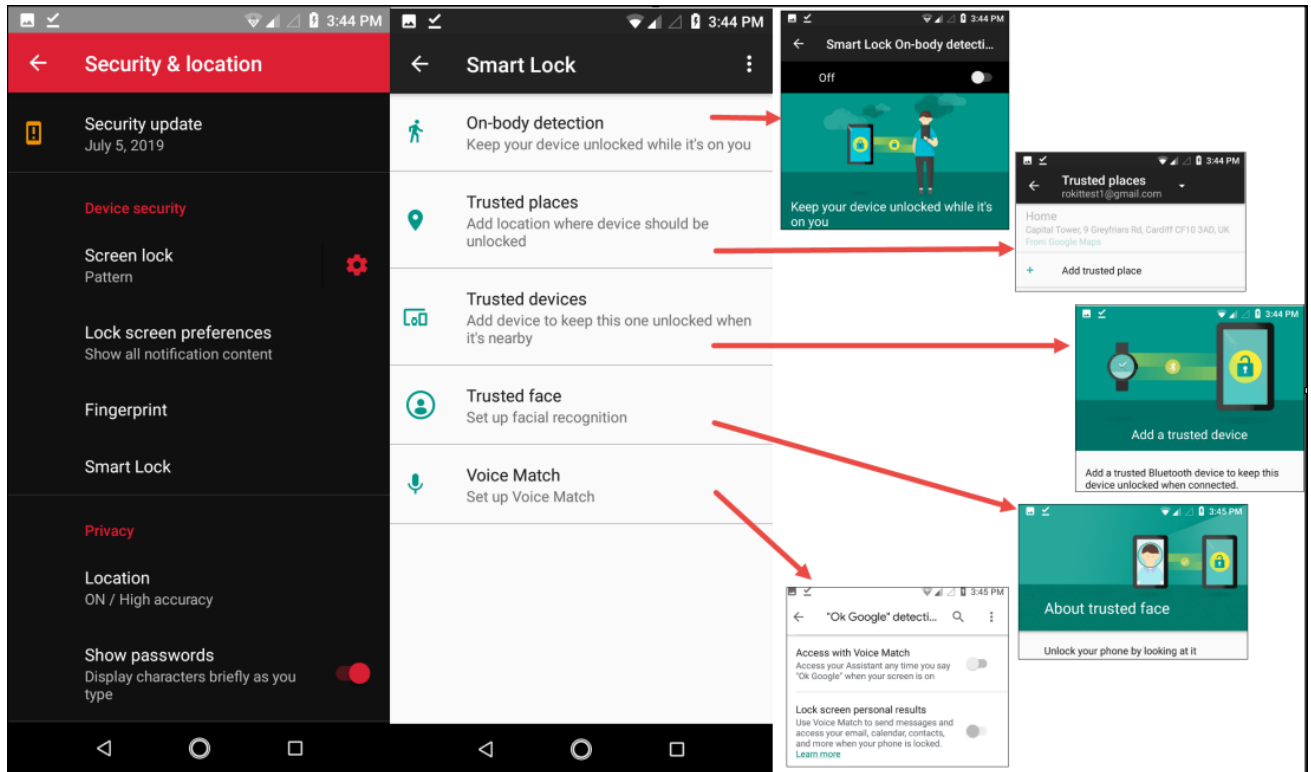 3:44 PM
Security & location
Security update
July 5, 2019
Device security
Screen lock
Pattern
Lock screen preferences
Show all notification content
Fingerprint
Smart Lock
Privacy
Location
ON / High accuracy
Show passwords
Display characters briefly as you
type
3:44 PM
Smart Lock
On-body detection
Keep your device unlocked while it's on you
Trusted places
Add location where device should be
unlocked
Trusted devices
Add device to keep this one unlocked when
it's nearby
Trusted face
Set up facial recognition
Voice Match
Set up Voice Match
3:44 PM
Smart Lock On-body detecti...
Off
Keep your device unlocked while it's
on you
3:44 PM
Trusted places
rokittest1@gmail.com
Home
Capital Tower, 9 Greyfriars Rd, Cardiff CF10 3AD, UK
From Google Maps
+ Add trusted place
3:44 PM
Add a trusted device
Add a trusted Bluetooth device to keep this
device unlocked when connected.
3:45 PM
About trusted face
Unlock your phone by looking at it
3:45 PM
"Ok Google" detecti...
Access with Voice Match
Access your Assistant any time you say
"Ok Google" when your screen is on
Lock screen personal results
Use Voice Match to send messages and
access your email, calendar, contacts,
and more when your phone is locked.
Learn more